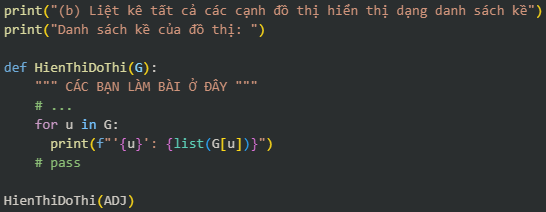 print("(b) Liệt kê tất cả các cạnh đồ thị hiển thị dạng danh sách kề")
print("Danh sách kề của đồ thị: ")
def HienThiDoThi(G):
""" CÁC BẠN LÀM BÀI Ở ĐÂY """
# ...
for u in G:
print(f"'{u}': {list(G[u])}")
# pass
HienThiDoThi(ADJ)